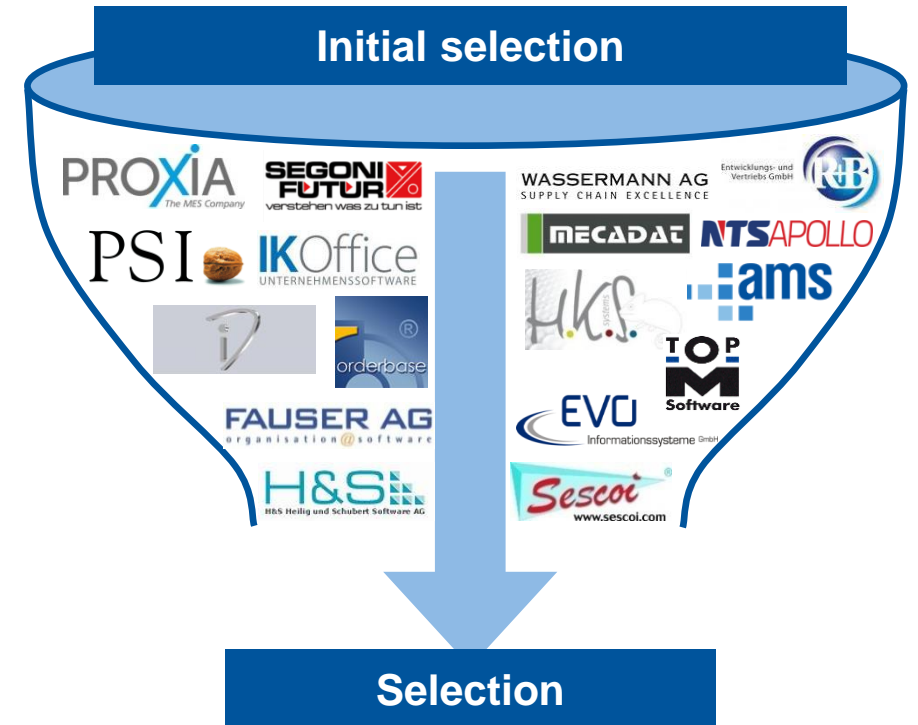 Initial selection
PROXIA
The MES Company
SEGONI
FUTUR
verstehen was zu tun ist
WASSERMANN AG
SUPPLY CHAIN EXCELLENCE
Entwicklungs- und
Vertriebs GmbH
R+B
PSI
IKOffice
UNTERNEHMENSSOFTWARE
MECADAT
NTSAPOLLO
iD
orderbase
®
H.K.S.
systems
ams
TOP
M
Software
FAUSER AG
organisation@software
EVO
Informationssysteme GmbH
H&S
H&S Heilig und Schubert Software AG
Sescoi®
www.sescoi.com
Selection